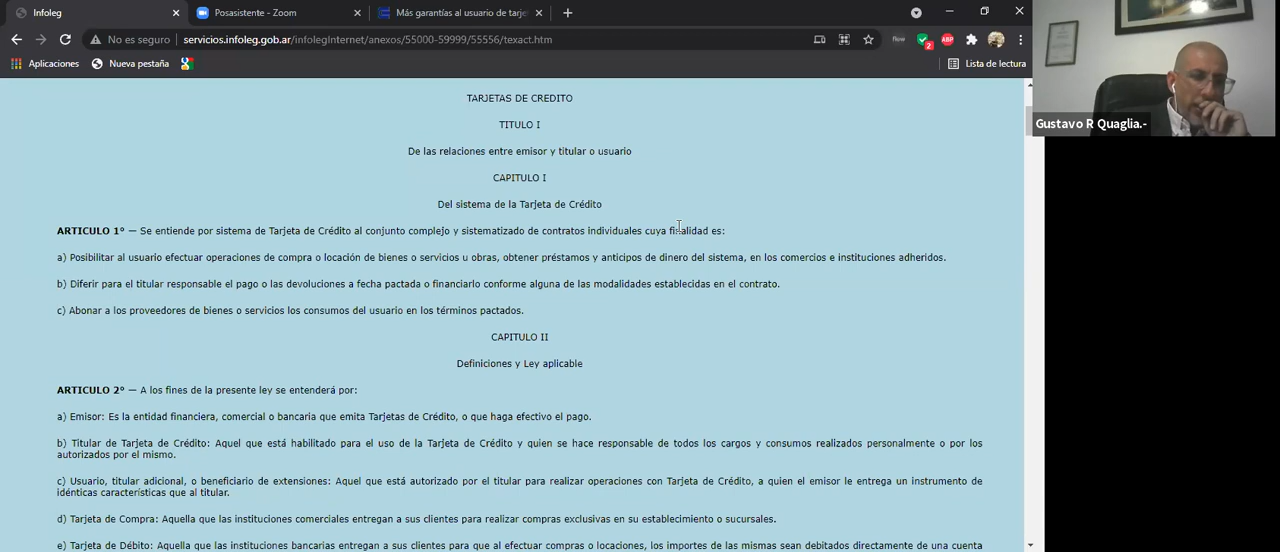 Infoleg
Posasistente - Zoom
Más garantías al usuario de tarje
No es seguro
servicios.infoleg.gob.ar/infolegInternet/anexos/55000-59999/55556/texact.htm
flow
2
ABP
Aplicaciones
Nueva pestaña
Lista de lectura
Gustavo R Quaglia.-
TARJETAS DE CREDITO
TITULO I
De las relaciones entre emisor y titular o usuario
CAPITULO I
Del sistema de la Tarjeta de Crédito
ARTICULO 1° — Se entiende por sistema de Tarjeta de Crédito al conjunto complejo y sistematizado de contratos individuales cuya finalidad es:
a) Posibilitar al usuario efectuar operaciones de compra o locación de bienes o servicios u obras, obtener préstamos y anticipos de dinero del sistema, en los comercios e instituciones adheridos.
b) Diferir para el titular responsable el pago o las devoluciones a fecha pactada o financiarlo conforme alguna de las modalidades establecidas en el contrato.
c) Abonar a los proveedores de bienes o servicios los consumos del usuario en los términos pactados.
CAPITULO II
Definiciones y Ley aplicable
ARTICULO 2° — A los fines de la presente ley se entenderá por:
a) Emisor: Es la entidad financiera, comercial o bancaria que emita Tarjetas de Crédito, o que haga efectivo el pago.
b) Titular de Tarjeta de Crédito: Aquel que está habilitado para el uso de la Tarjeta de Crédito y quien se hace responsable de todos los cargos y consumos realizados personalmente o por los
autorizados por el mismo.
c) Usuario, titular adicional, o beneficiario de extensiones: Aquel que está autorizado por el titular para realizar operaciones con Tarjeta de Crédito, a quien el emisor le entrega un instrumento de
idénticas características que al titular.
d) Tarjeta de Compra: Aquella que las instituciones comerciales entregan a sus clientes para realizar compras exclusivas en su establecimiento o sucursales.
e) Tarjeta de Débito: Aquella que las instituciones bancarias entregan a sus clientes para que al efectuar compras o locaciones, los importes de las mismas sean debitados directamente de una cuenta